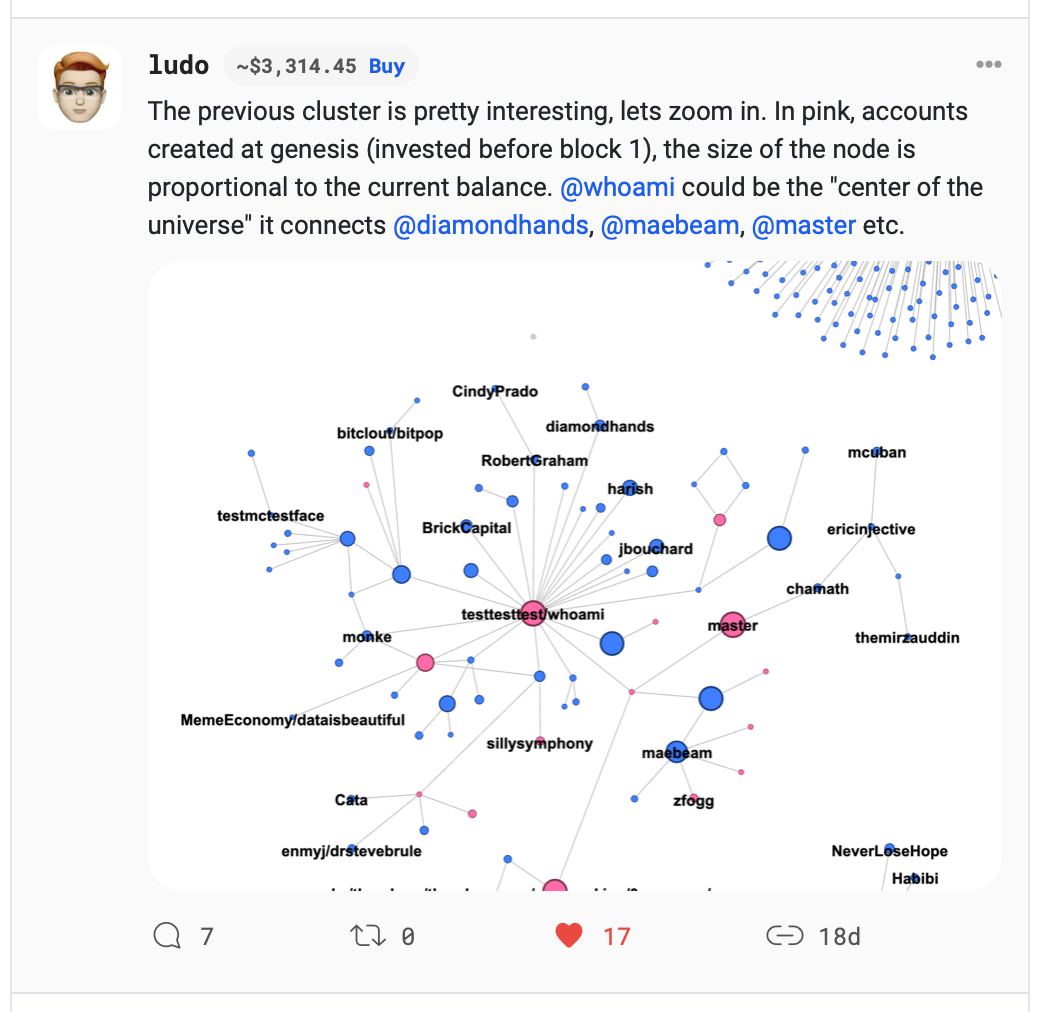 ludo ~$3,314.45 Buy
The previous cluster is pretty interesting, lets zoom in. In pink, accounts
created at genesis (invested before block 1), the size of the node is
proportional to the current balance. @whoami could be the "center of the
universe" it connects @diamondhands, @maebeam, @master etc.
CindyPrado
diamondhands
bitclout/bitpop
mcuban
RobertGraham
harish
testmctestface
BrickCapital
ericinjective
jbouchard
chamath
testtesttest/whoami
master
monke
themirzauddin
MemeEconomy/dataisbeautiful
sillysymphony
maebeam
Cata
zfogg
enmyj/drstevebrule
NeverLoseHope
Habibi
7 0 17 18d